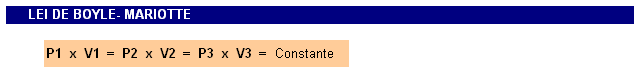 LEI DE BOYLE- MARIOTTE
P1 x V1 = P2 x V2 = P3 x V3 = Constante